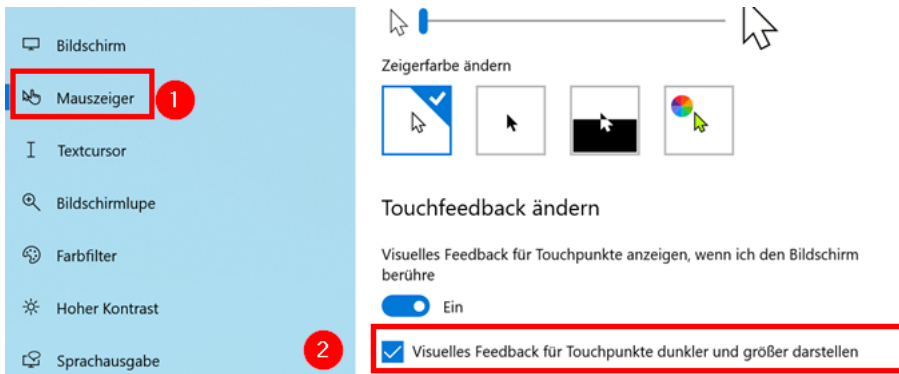 Bildschirm
Mauszeiger
1
Textcursor
Bildschirmlupe
Farbfilter
Hoher Kontrast
Sprachausgabe
Zeigerfarbe ändern
Touchfeedback ändern
Visuelles Feedback für Touchpunkte anzeigen, wenn ich den Bildschirm
berühre
Ein
2
Visuelles Feedback für Touchpunkte dunkler und größer darstellen